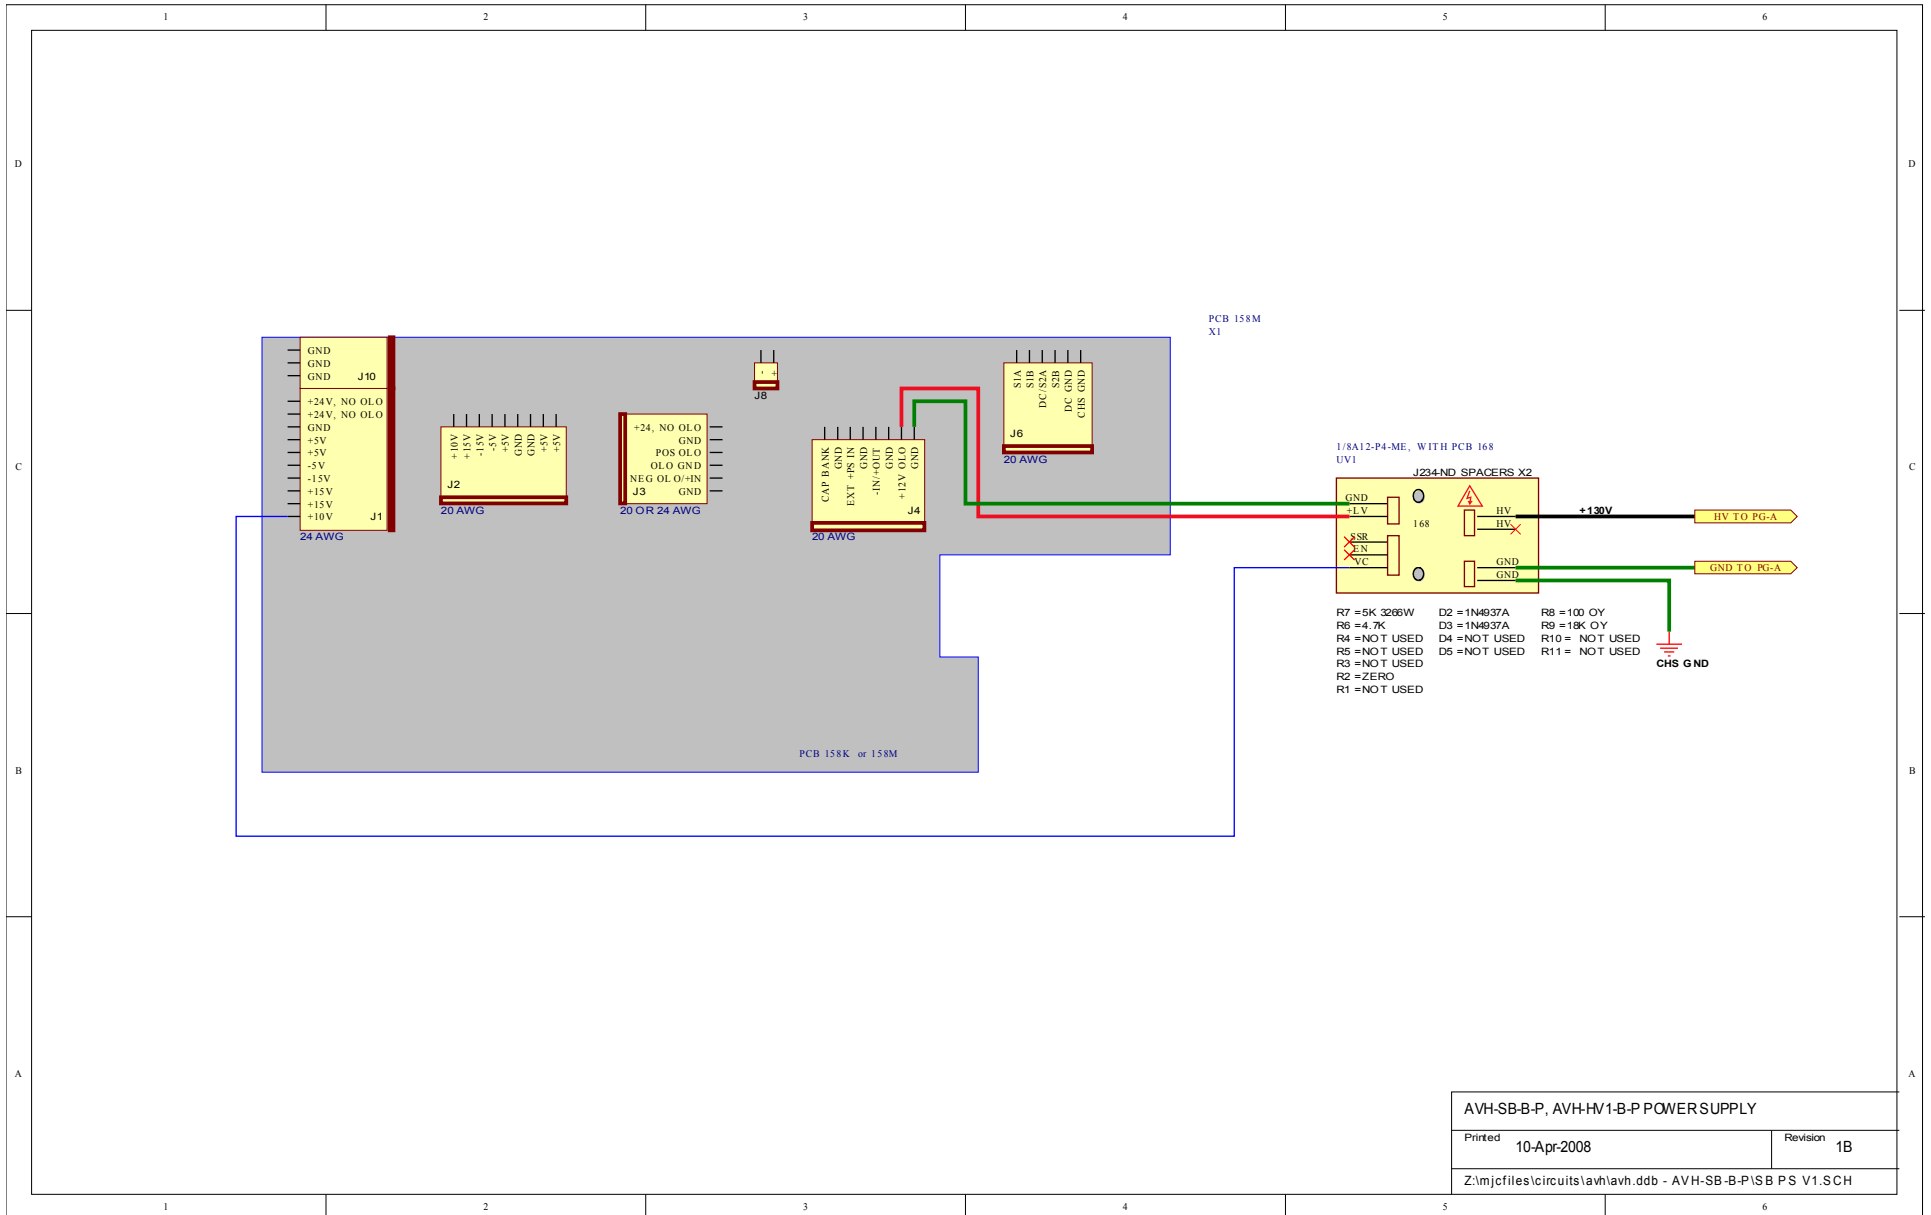 1 2 3 4 5 6
D D
PCB 158M
X1
GND
GND
GND J10
+24V, NO OLO
+24V, NO OLO
GND
+5V
+5V
-5V
-15V
+15V
+15V
+10V J1
24 AWG
+10V
+15V
-15V
-5V
+5V
GND
GND
+5V
+5V
J2
20 AWG
+24, NO OLO
GND
POS OLO
OLO GND
NEG OLO/+IN
J3 GND
20 OR 24 AWG
- +
J8
CAP BANK
GND
EXT +PS IN
GND
-IN/+OUT
GND
+12V OLO
GND
J4
20 AWG
S1A
S1B
DC/S2A
S2B
DC GND
CHS GND
J6
20 AWG
C C
1/8A12-P4-ME, WITH PCB 168
UV1
J234-ND SPACERS X2
GND
+LV
168
SSR
EN
VC
HV
HV
GND
GND
+130V
HV TO PG-A
GND TO PG-A
R7 =5K 3266W D2 =1N4937A R8 =100 OY
R6 =4.7K D3 =1N4937A R9 =18K OY
R4 =NOT USED D4 =NOT USED R10 = NOT USED
R5 =NOT USED D5 =NOT USED R11 = NOT USED
R3 =NOT USED
R2 =ZERO
R1 =NOT USED
CHS GND
PCB 158K or 158M
B B
A A
AVH-SB-B-P, AVH-HV1-B-P POWER SUPPLY
Printed 10-Apr-2008 Revision 1B
Z:\mjcfiles\circuits\avh\avh.ddb - AVH-SB-B-P\SB PS V1.SCH
1 2 3 4 5 6